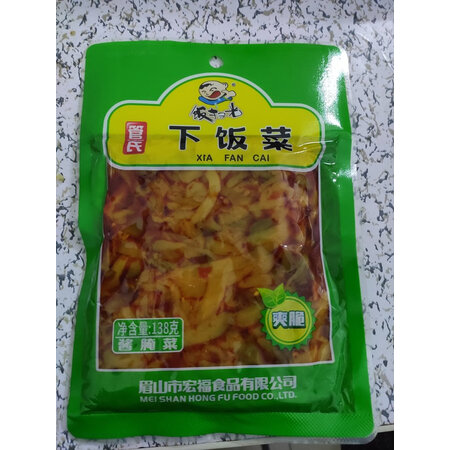 饭扫光
®
管氏
下饭菜
XIA FAN CAI
爽脆
净含量:138克
酱腌菜
眉山市宏福食品有限公司
MEI SHAN HONG FU FOOD CO.,LTD.